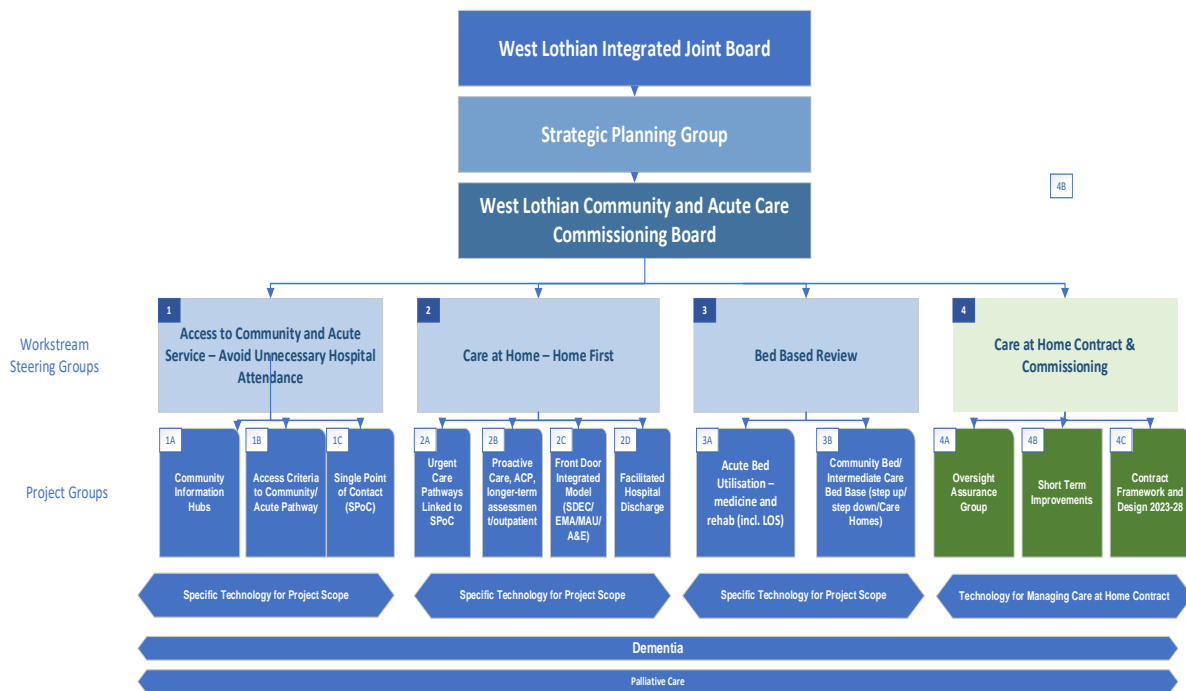 West Lothian Integrated Joint Board
Strategic Planning Group
4B
West Lothian Community and Acute Care
Commissioning Board
Workstream
Steering Groups
1
Access to Community and Acute
Service – Avoid Unnecessary Hospital
Attendance
2
Care at Home – Home First
3
Bed Based Review
4
Care at Home Contract &
Commissioning
Project Groups
1A
Community
Information
Hubs
1B
Access Criteria
to Community/
Acute Pathway
1C
Single Point
of Contact
(SPoC)
2A
Urgent
Care
Pathways
Linked to
SPoC
2B
Proactive
Care, ACP,
longer-term
assessmen
t/outpatient
2C
Front Door
Integrated
Model
(SDEC/
EMA/MAU/
A&E)
2D
Facilitated
Hospital
Discharge
3A
Acute Bed
Utilisation –
medicine and
rehab (incl. LOS)
3B
Community Bed/
Intermediate Care
Bed Base (step up/
step down/Care
Homes)
4A
Oversight
Assurance
Group
4B
Short Term
Improvements
4C
Contract
Framework and
Design 2023-28
Specific Technology for Project Scope
Specific Technology for Project Scope
Specific Technology for Project Scope
Technology for Managing Care at Home Contract
Dementia
Palliative Care